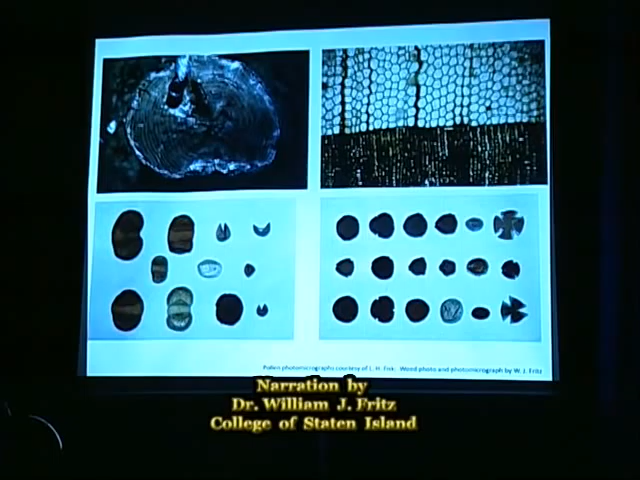 Pollen photomicrographs courtesy of L. H. Fisk. Wood photo and photomicrograph by W. J. Fritz
Narration by
Dr. William J. Fritz
College of Staten Island